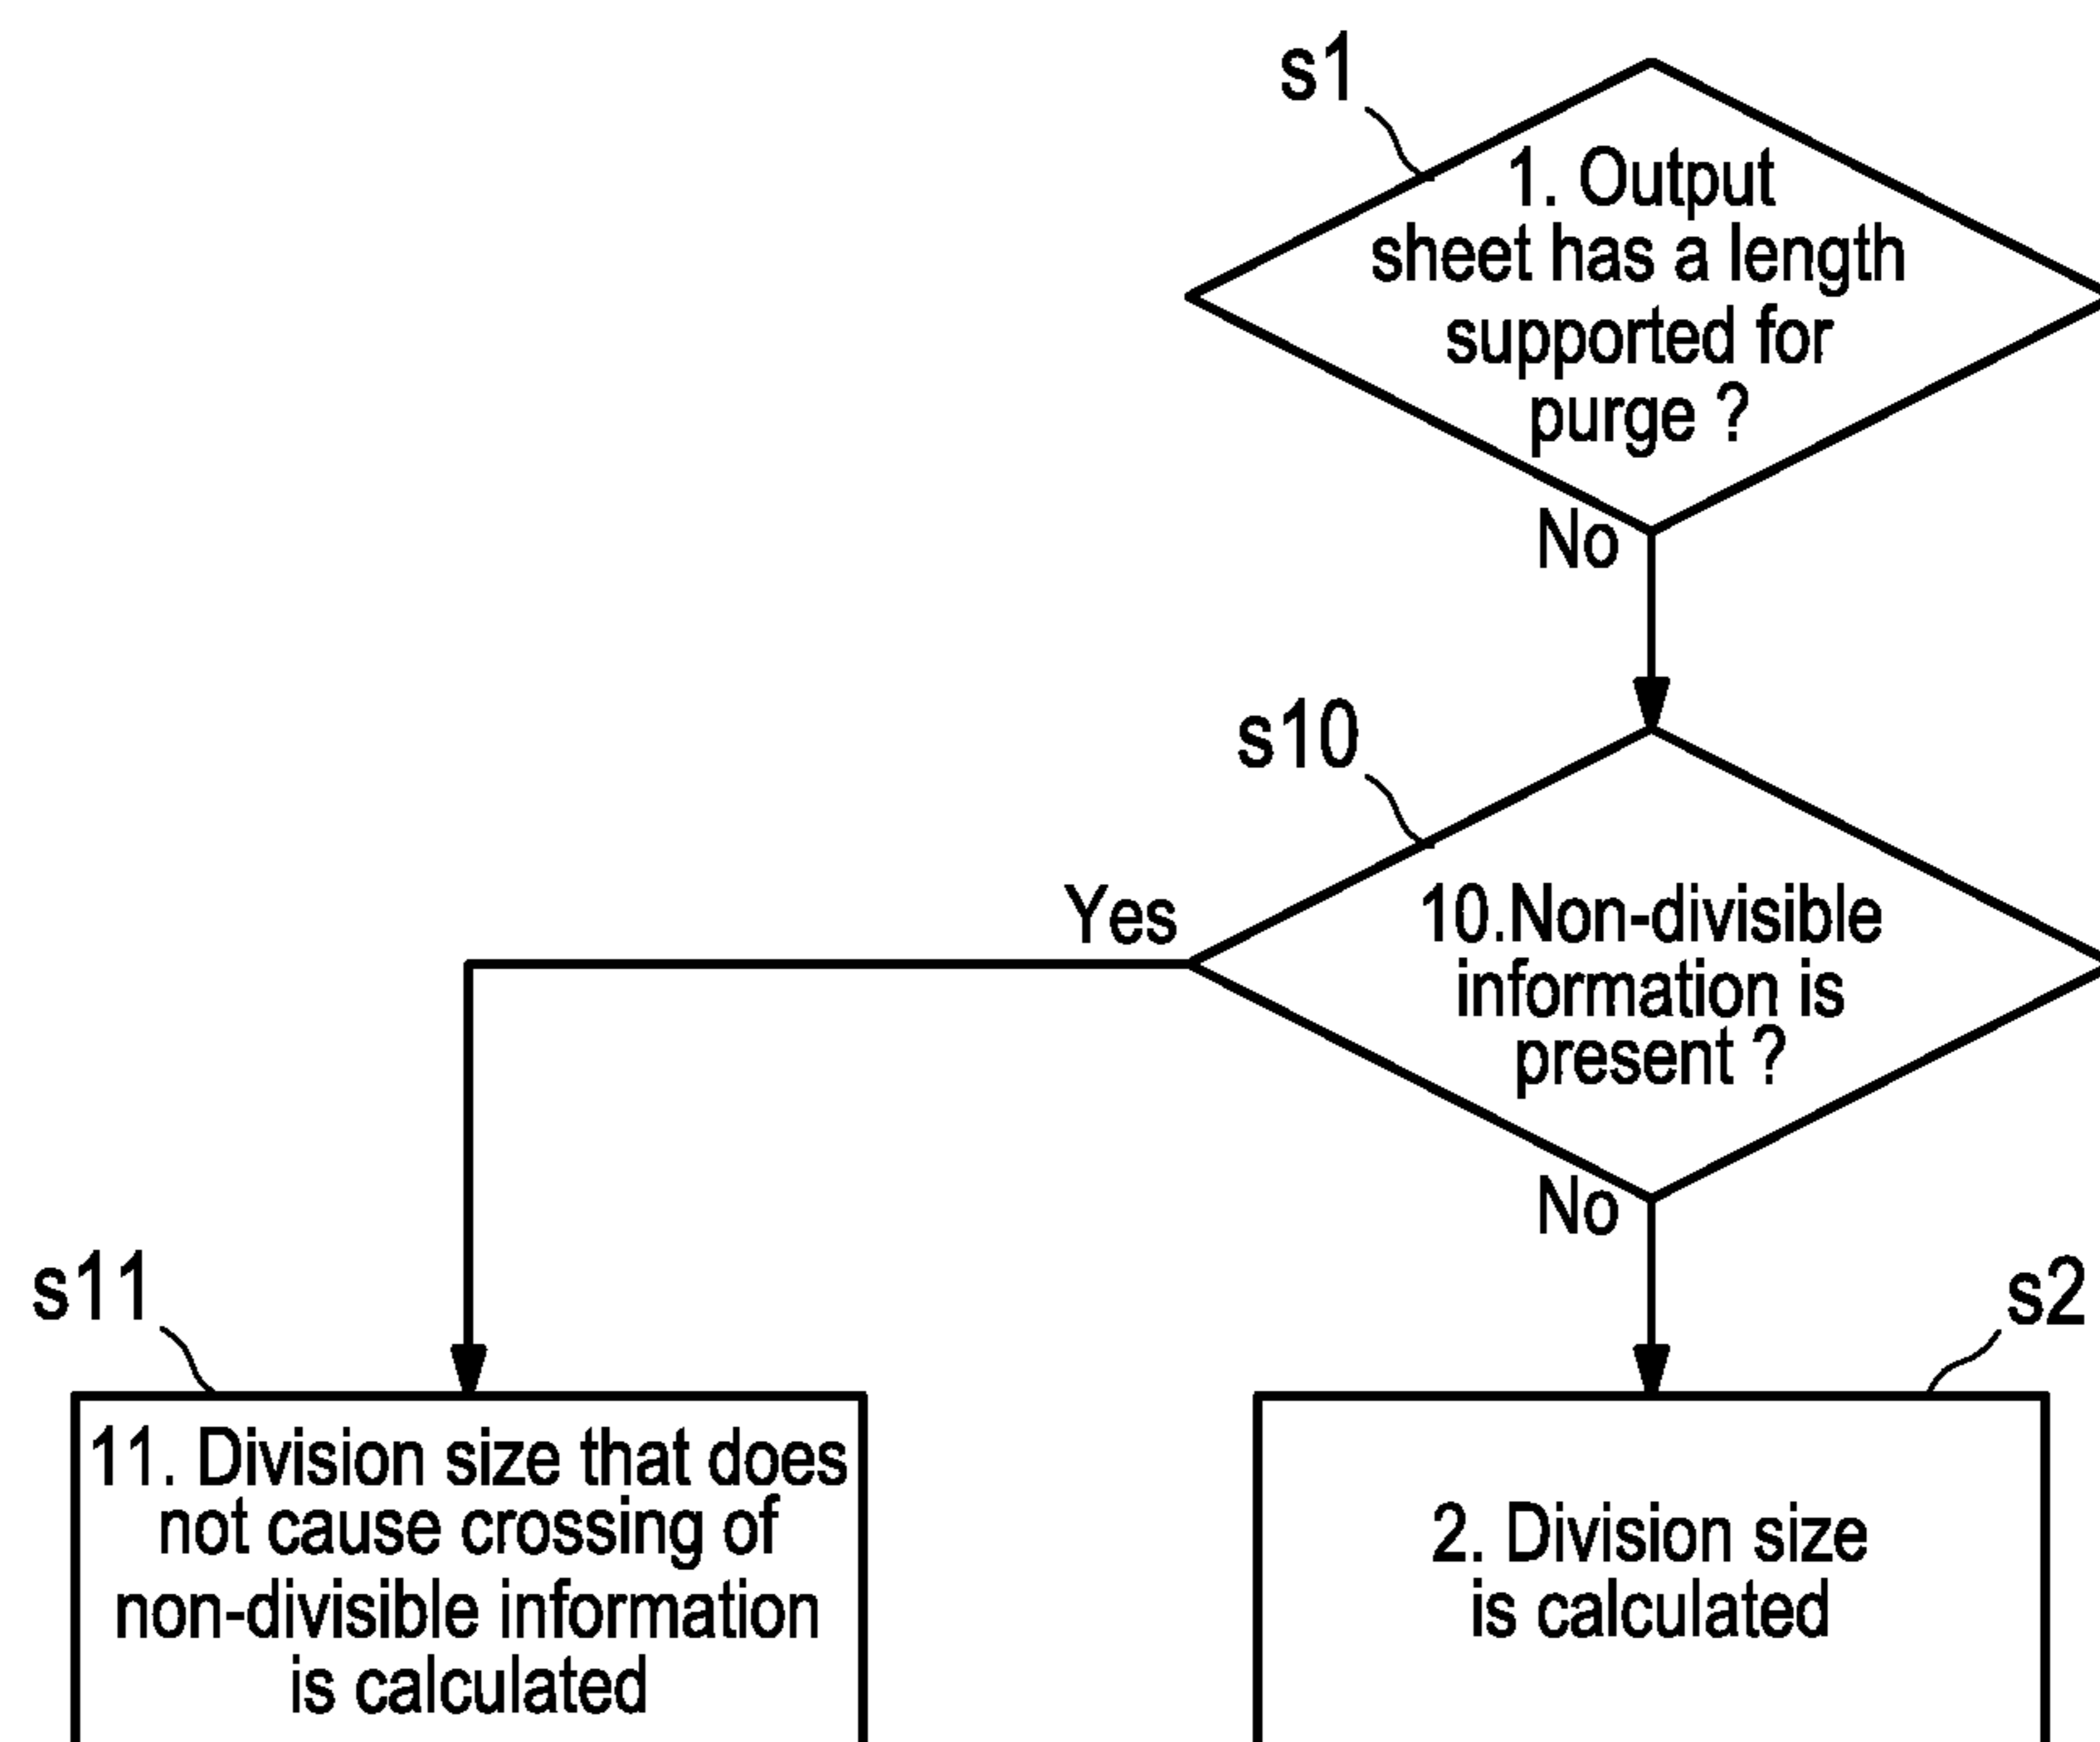 s1
1. Output
sheet has a length
supported for
purge ?
No
s10
10.Non-divisible
information is
present ?
Yes
No
s11
11. Division size that does
not cause crossing of
non-divisible information
is calculated
s2
2. Division size
is calculated